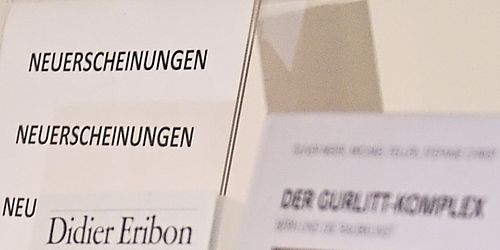 NEUERSCHEINUNGEN
NEUERSCHEINUNGEN
NEU
Didier Eribon
DER GURLITT-KOMPLEX